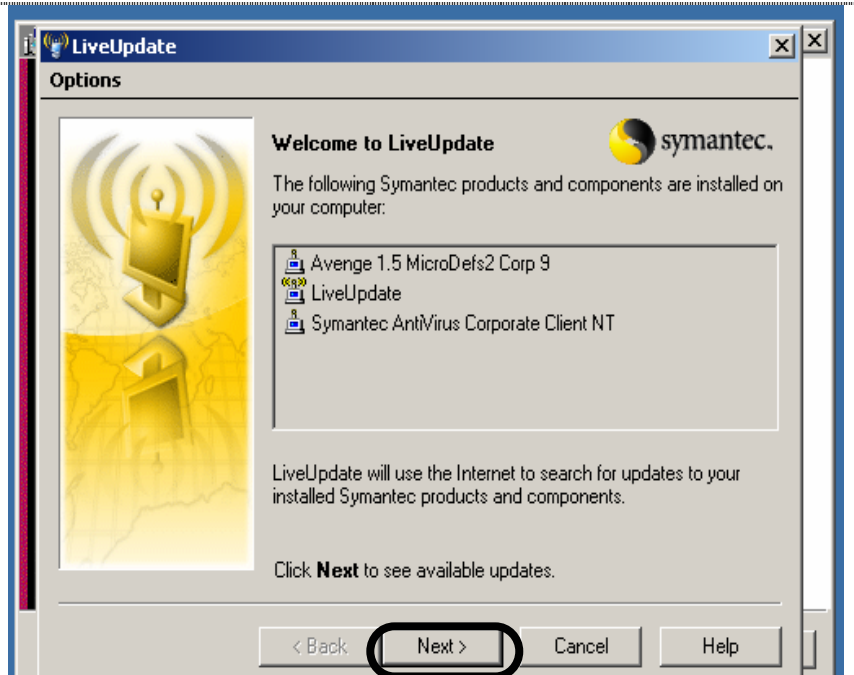 LiveUpdate
Options
Welcome to LiveUpdate
symantec.
The following Symantec products and components are installed on
your computer:
Avenge 1.5 MicroDefs2 Corp 9
LiveUpdate
Symantec AntiVirus Corporate Client NT
LiveUpdate will use the Internet to search for updates to your
installed Symantec products and components.
Click Next to see available updates.
< Back Next > Cancel Help